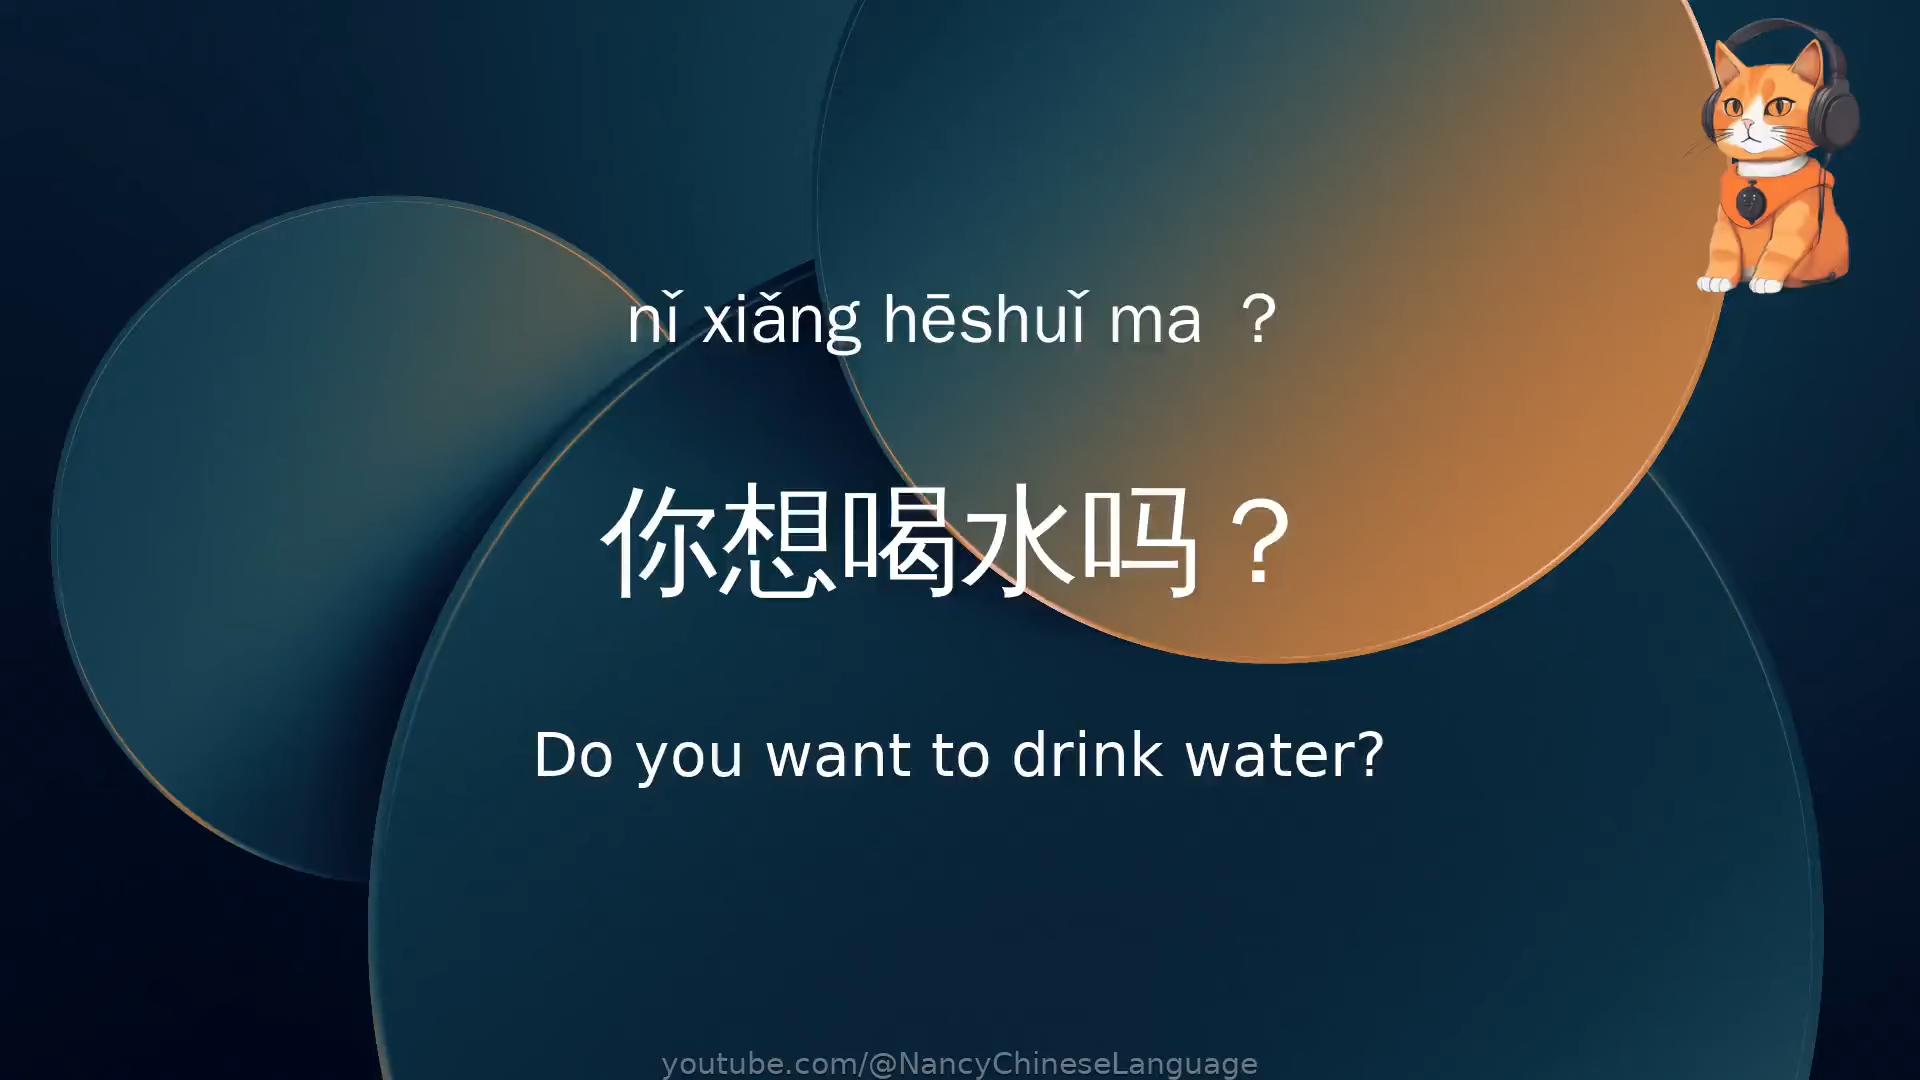 nǐ xiǎng hēshuǐ ma ？
你想喝水吗？
Do you want to drink water?
youtube.com/@NancyChineseLanguage